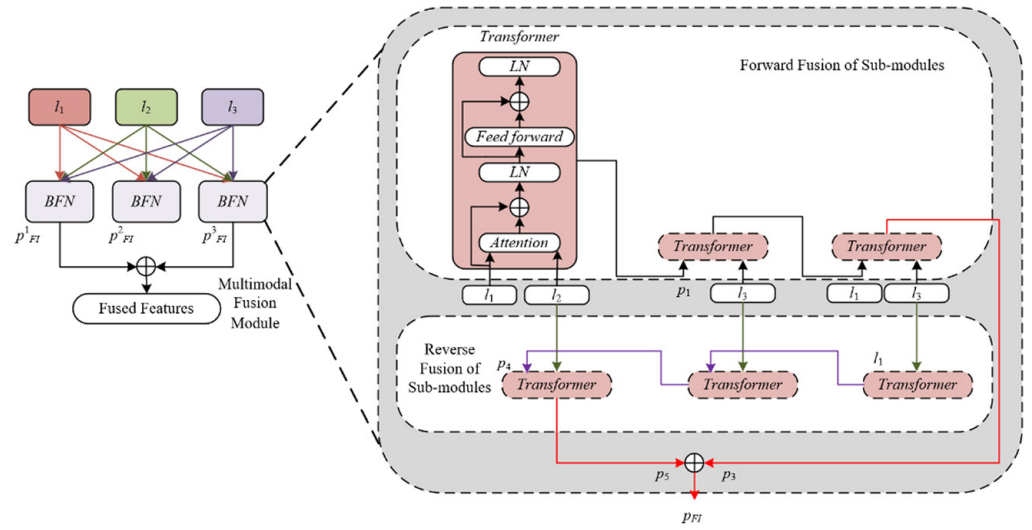 l1
l2
l3
BFN
BFN
BFN
p1FI
p2FI
p3FI
Fused Features
Multimodal
Fusion
Module
Transformer
LN
Feed forward
LN
Attention
Forward Fusion of Sub-modules
Transformer
Transformer
l1
l2
p1
l3
l1
l3
Reverse
Fusion of
Sub-modules
p4
l1
Transformer
Transformer
Transformer
p5
p3
pFI